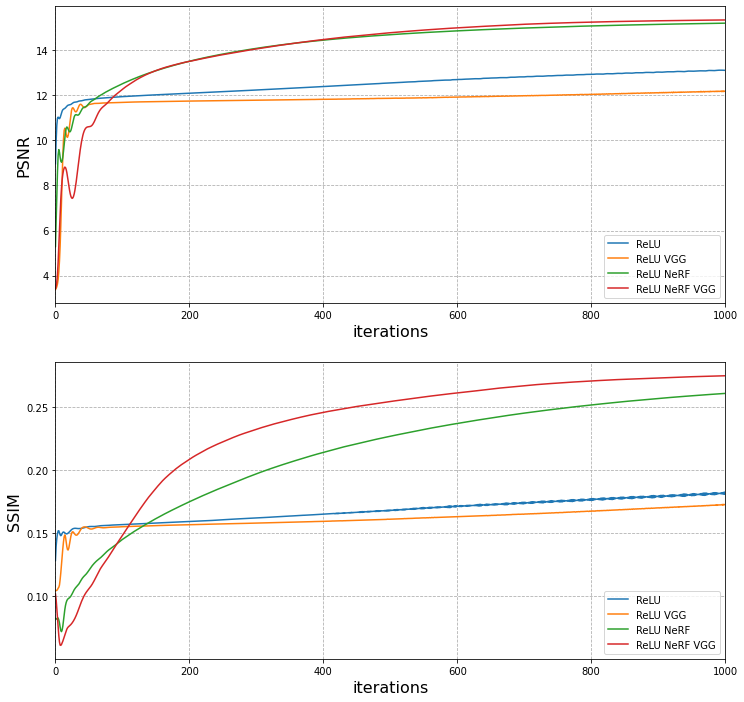 14
12
10
8
6
4
PSNR
ReLU
ReLU VGG
ReLU NeRF
ReLU NeRF VGG
0 200 400 600 800 1000
iterations
0.25
0.20
0.15
0.10
SSIM
ReLU
ReLU VGG
ReLU NeRF
ReLU NeRF VGG
0 200 400 600 800 1000
iterations